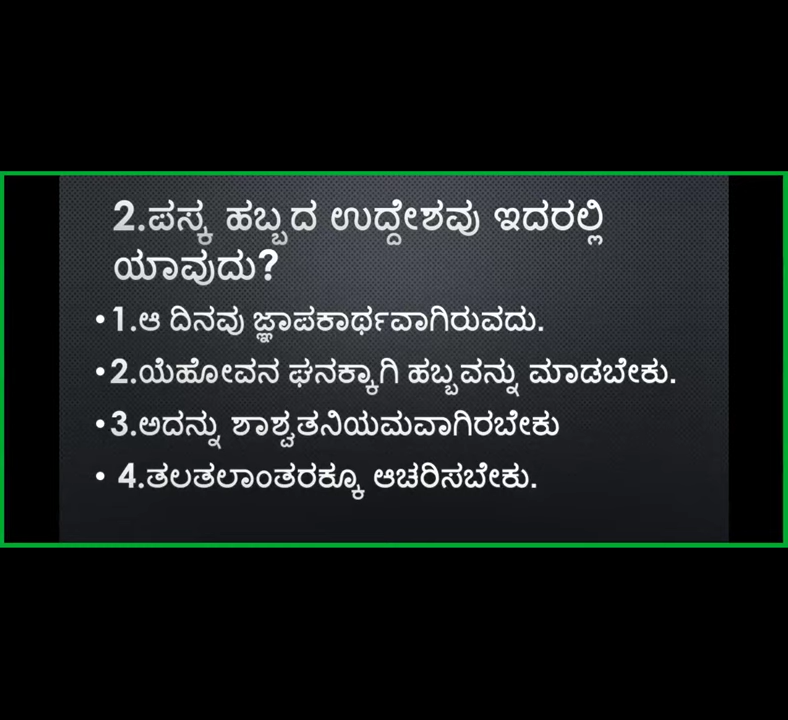 2.ಪಸ್ಕ ಹಬ್ಬದ ಉದ್ದೇಶವು ಇದರಲ್ಲಿ
ಯಾವುದು?
•1.ಆ ದಿನವು ಜ್ಞಾಪಕಾರ್ಥವಾಗಿರುವದು.
•2.ಯೆಹೋವನ ಘನಕ್ಕಾಗಿ ಹಬ್ಬವನ್ನು ಮಾಡಬೇಕು.
•3.ಅದನ್ನು ಶಾಶ್ವತನಿಯಮವಾಗಿರಬೇಕು
• 4.ತಲತಲಾಂತರಕ್ಕೂ ಆಚರಿಸಬೇಕು.